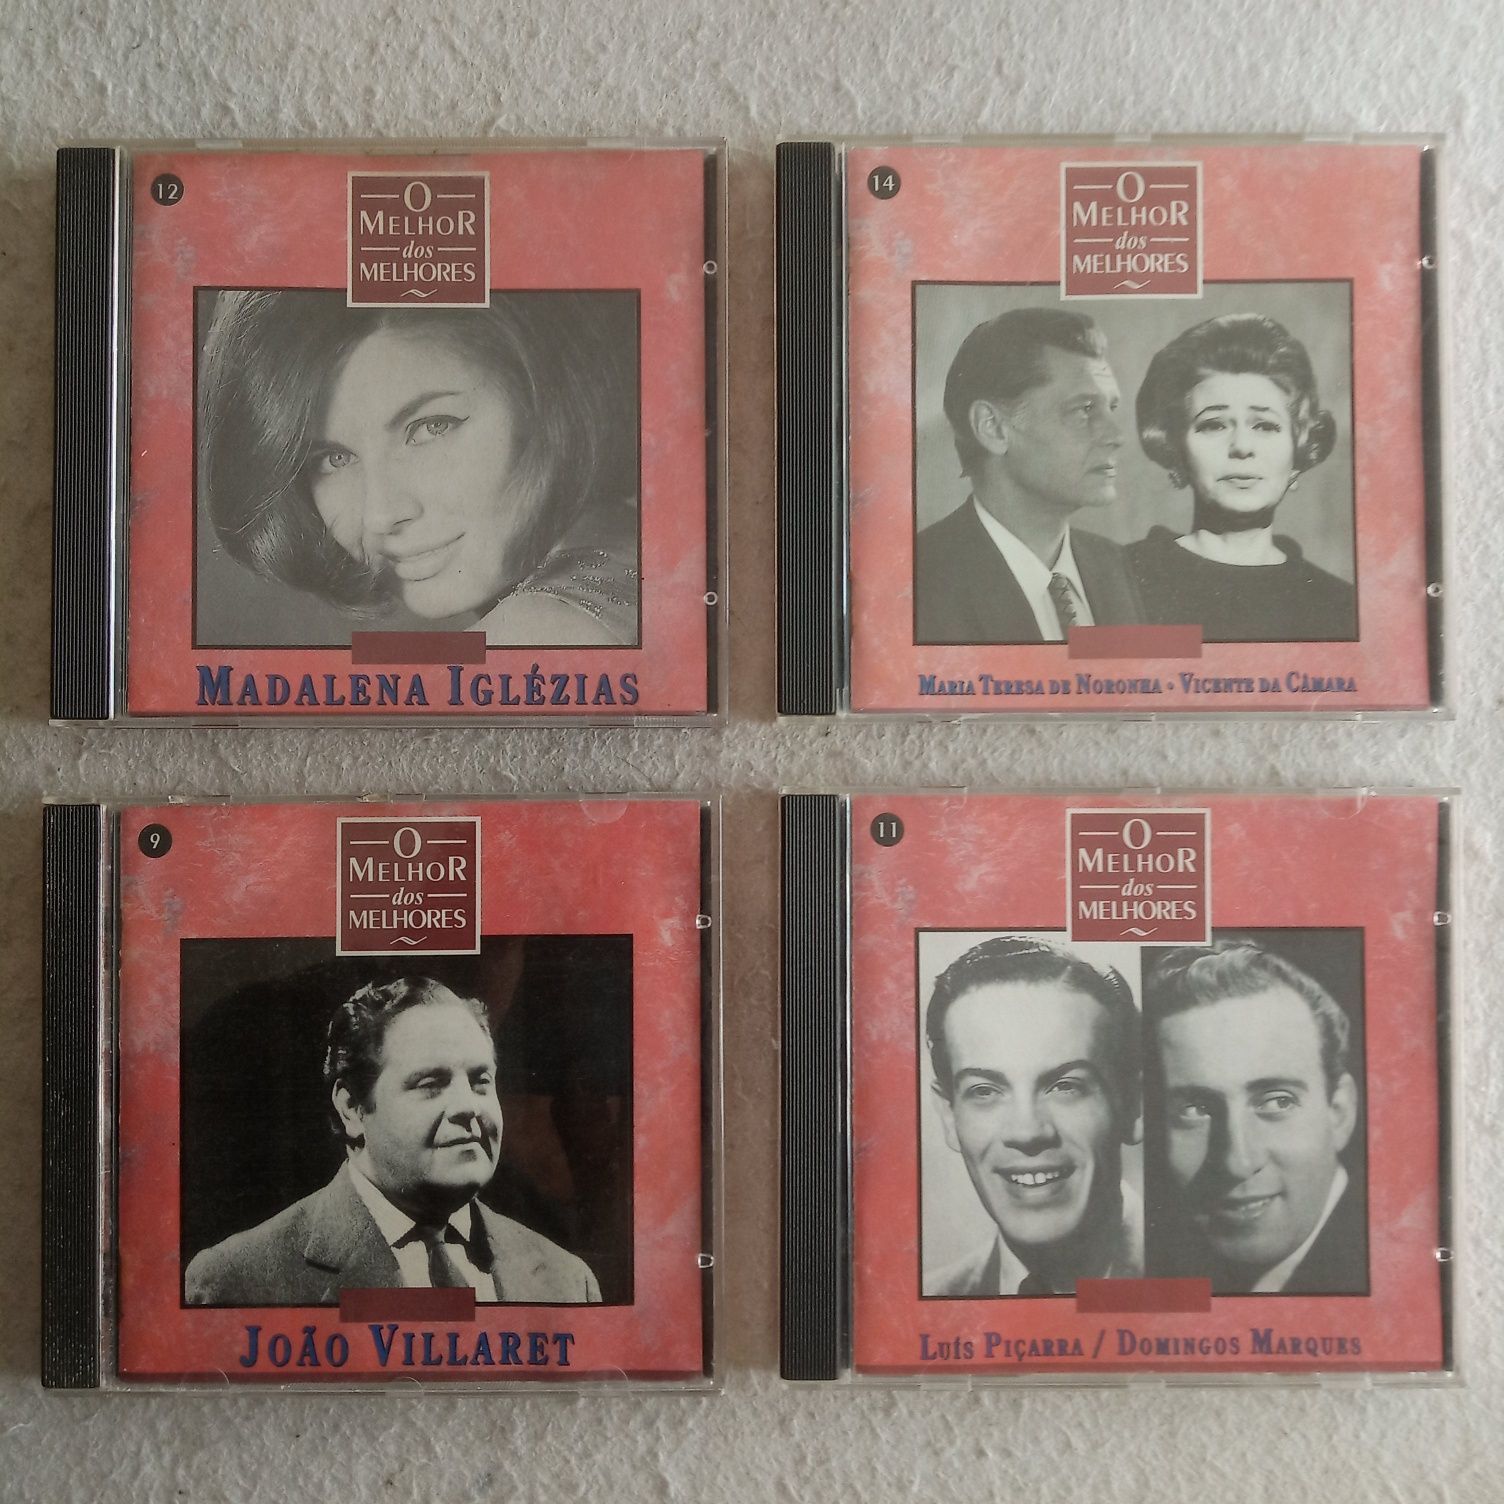 12
O
MELHOR
dos
MELHORES
MADALENA IGLÉZIAS
14
O
MELHOR
dos
MELHORES
MARIA TERESA DE NORONHA • VICENTE DA CÂMARA
9
O
MELHOR
dos
MELHORES
JOÃO VILLARET
11
O
MELHOR
dos
MELHORES
LUÍS PIÇARRA / DOMINGOS MARQUES